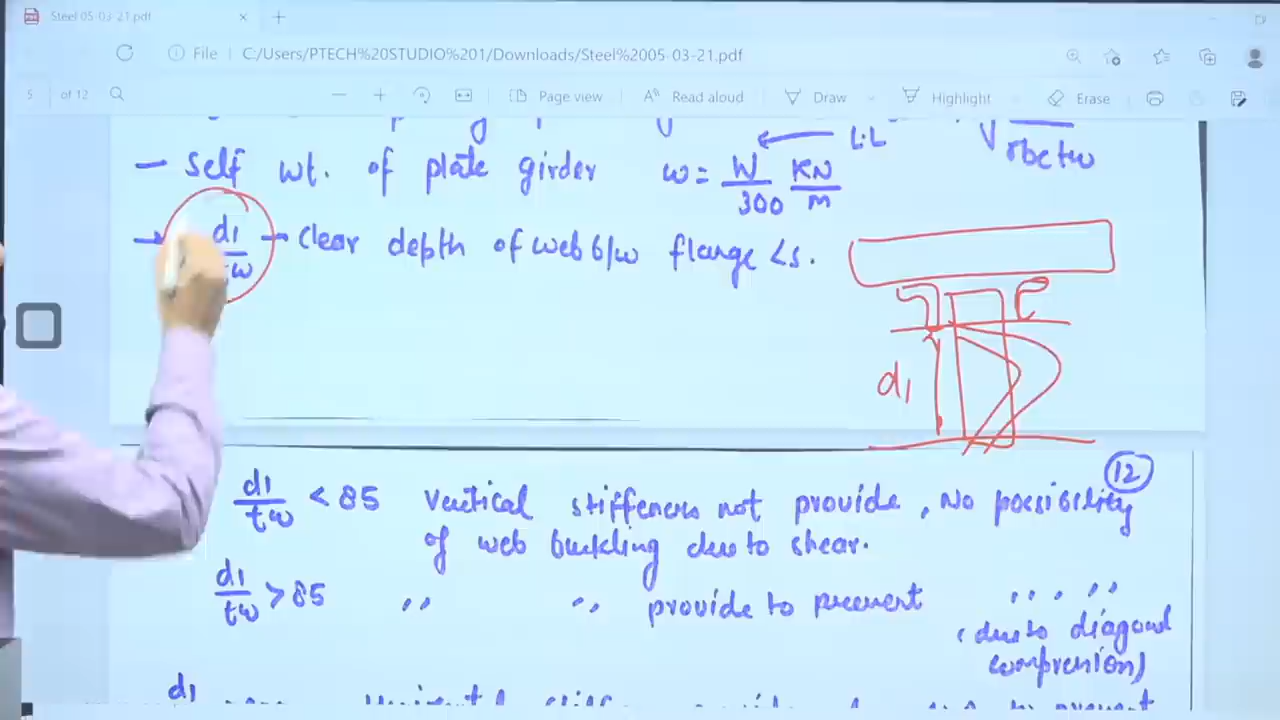 Steel 05-03-21.pdf
File C:/Users/PTECH%20STUDIO%201/Downloads/Steel%2005-03-21.pdf
5 of 12 Page view Read aloud Draw Highlight Erase
L.L
— Self wt. of plate girder w = W/300 KN/m
σbc tw
→ d1/tw → Clear depth of web b/w flange Ls.
d1
12
d1/tw < 85 Vertical stiffeners not provide, No possibility
of web buckling due to shear.
d1/tw > 85 ,, ,, provide to prevent ,, , ,,
(due to diagonal
compression)
d1